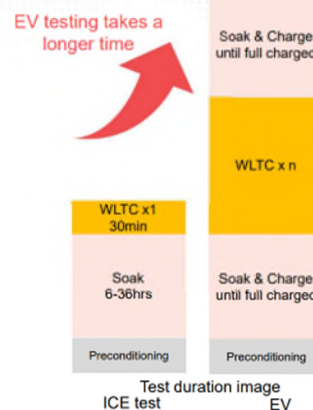 EV testing takes a
longer time
Soak & Charge
until full charged
WLTC x n
WLTC x1
30min
Soak
6-36hrs
Soak & Charge
until full charged
Preconditioning
Preconditioning
Test duration image
ICE test
EV